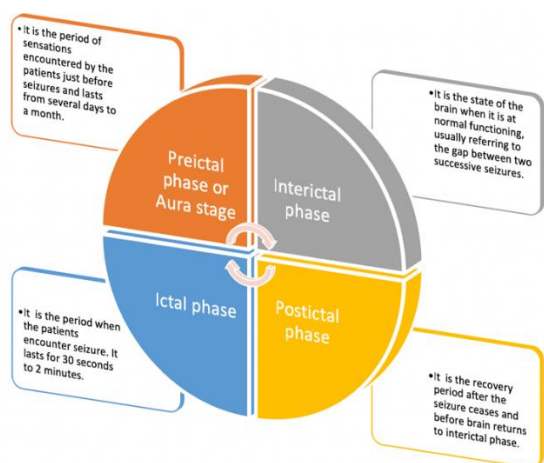 •It is the period of
sensations
encountered by the
patients just before
seizures and lasts
from several days to
a month.
Preictal
phase or
Aura stage
Interictal
phase
•It is the state of the
brain when it is at
normal functioning,
usually referring to
the gap between two
successive seizures.
•It is the period when
the patients
encounter seizure. It
lasts for 30 seconds
to 2 minutes.
Ictal phase
Postictal
phase
•It is the recovery
period after the
seizure ceases and
before brain returns
to interictal phase.